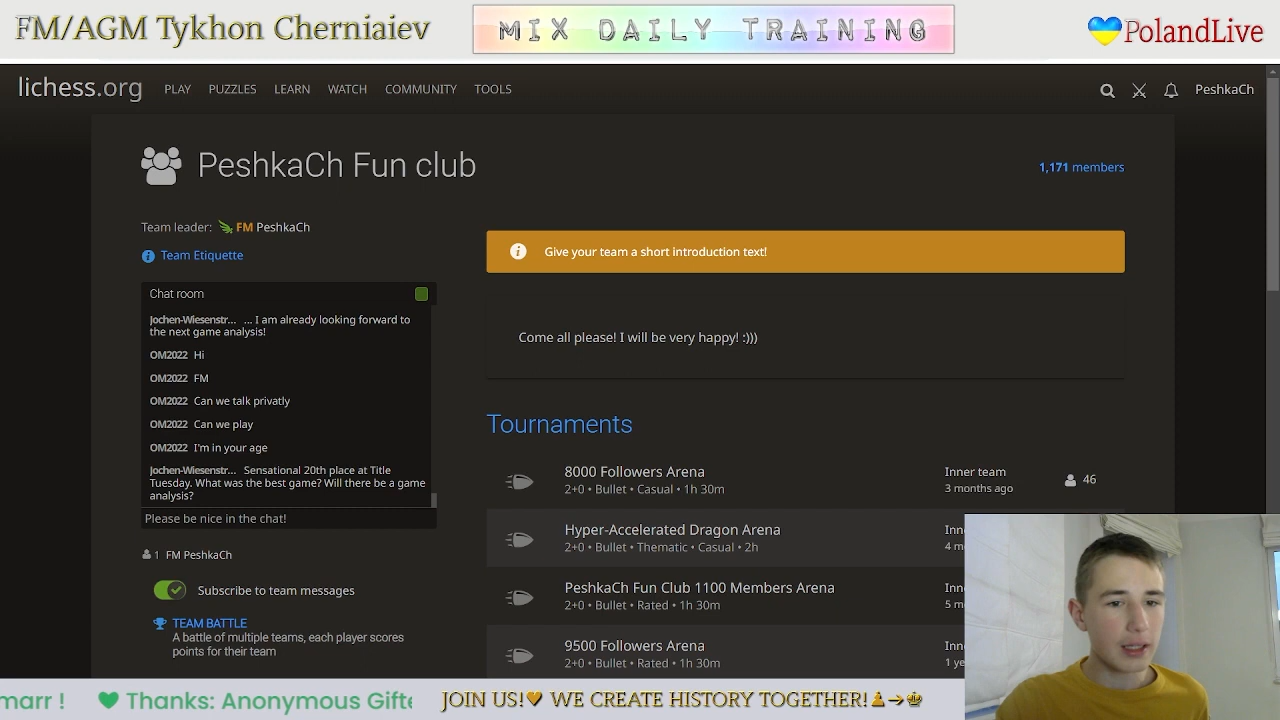 FM/AGM Tykhon Cherniaiev
MIX DAILY TRAINING
PolandLive
lichess.org PLAY PUZZLES LEARN WATCH COMMUNITY TOOLS PeshkaCh
PeshkaCh Fun club
1,171 members
Team leader: FM PeshkaCh
Team Etiquette
Chat room
Jochen-Wiesenstr... ... I am already looking forward to
the next game analysis!
OM2022 Hi
OM2022 FM
OM2022 Can we talk privatly
OM2022 Can we play
OM2022 I'm in your age
Jochen-Wiesenstr... Sensational 20th place at Title
Tuesday. What was the best game? Will there be a game
analysis?
Please be nice in the chat!
1 FM PeshkaCh
Subscribe to team messages
TEAM BATTLE
A battle of multiple teams, each player scores
points for their team
Give your team a short introduction text!
Come all please! I will be very happy! :)))
Tournaments
8000 Followers Arena
2+0 • Bullet • Casual • 1h 30m
Inner team
3 months ago
46
Hyper-Accelerated Dragon Arena
2+0 • Bullet • Thematic • Casual • 2h
Inn
4 m
PeshkaCh Fun Club 1100 Members Arena
2+0 • Bullet • Rated • 1h 30m
Inn
5 m
9500 Followers Arena
2+0 • Bullet • Rated • 1h 30m
Inn
1 ye
marr ! Thanks: Anonymous Gifte
JOIN US! WE CREATE HISTORY TOGETHER!